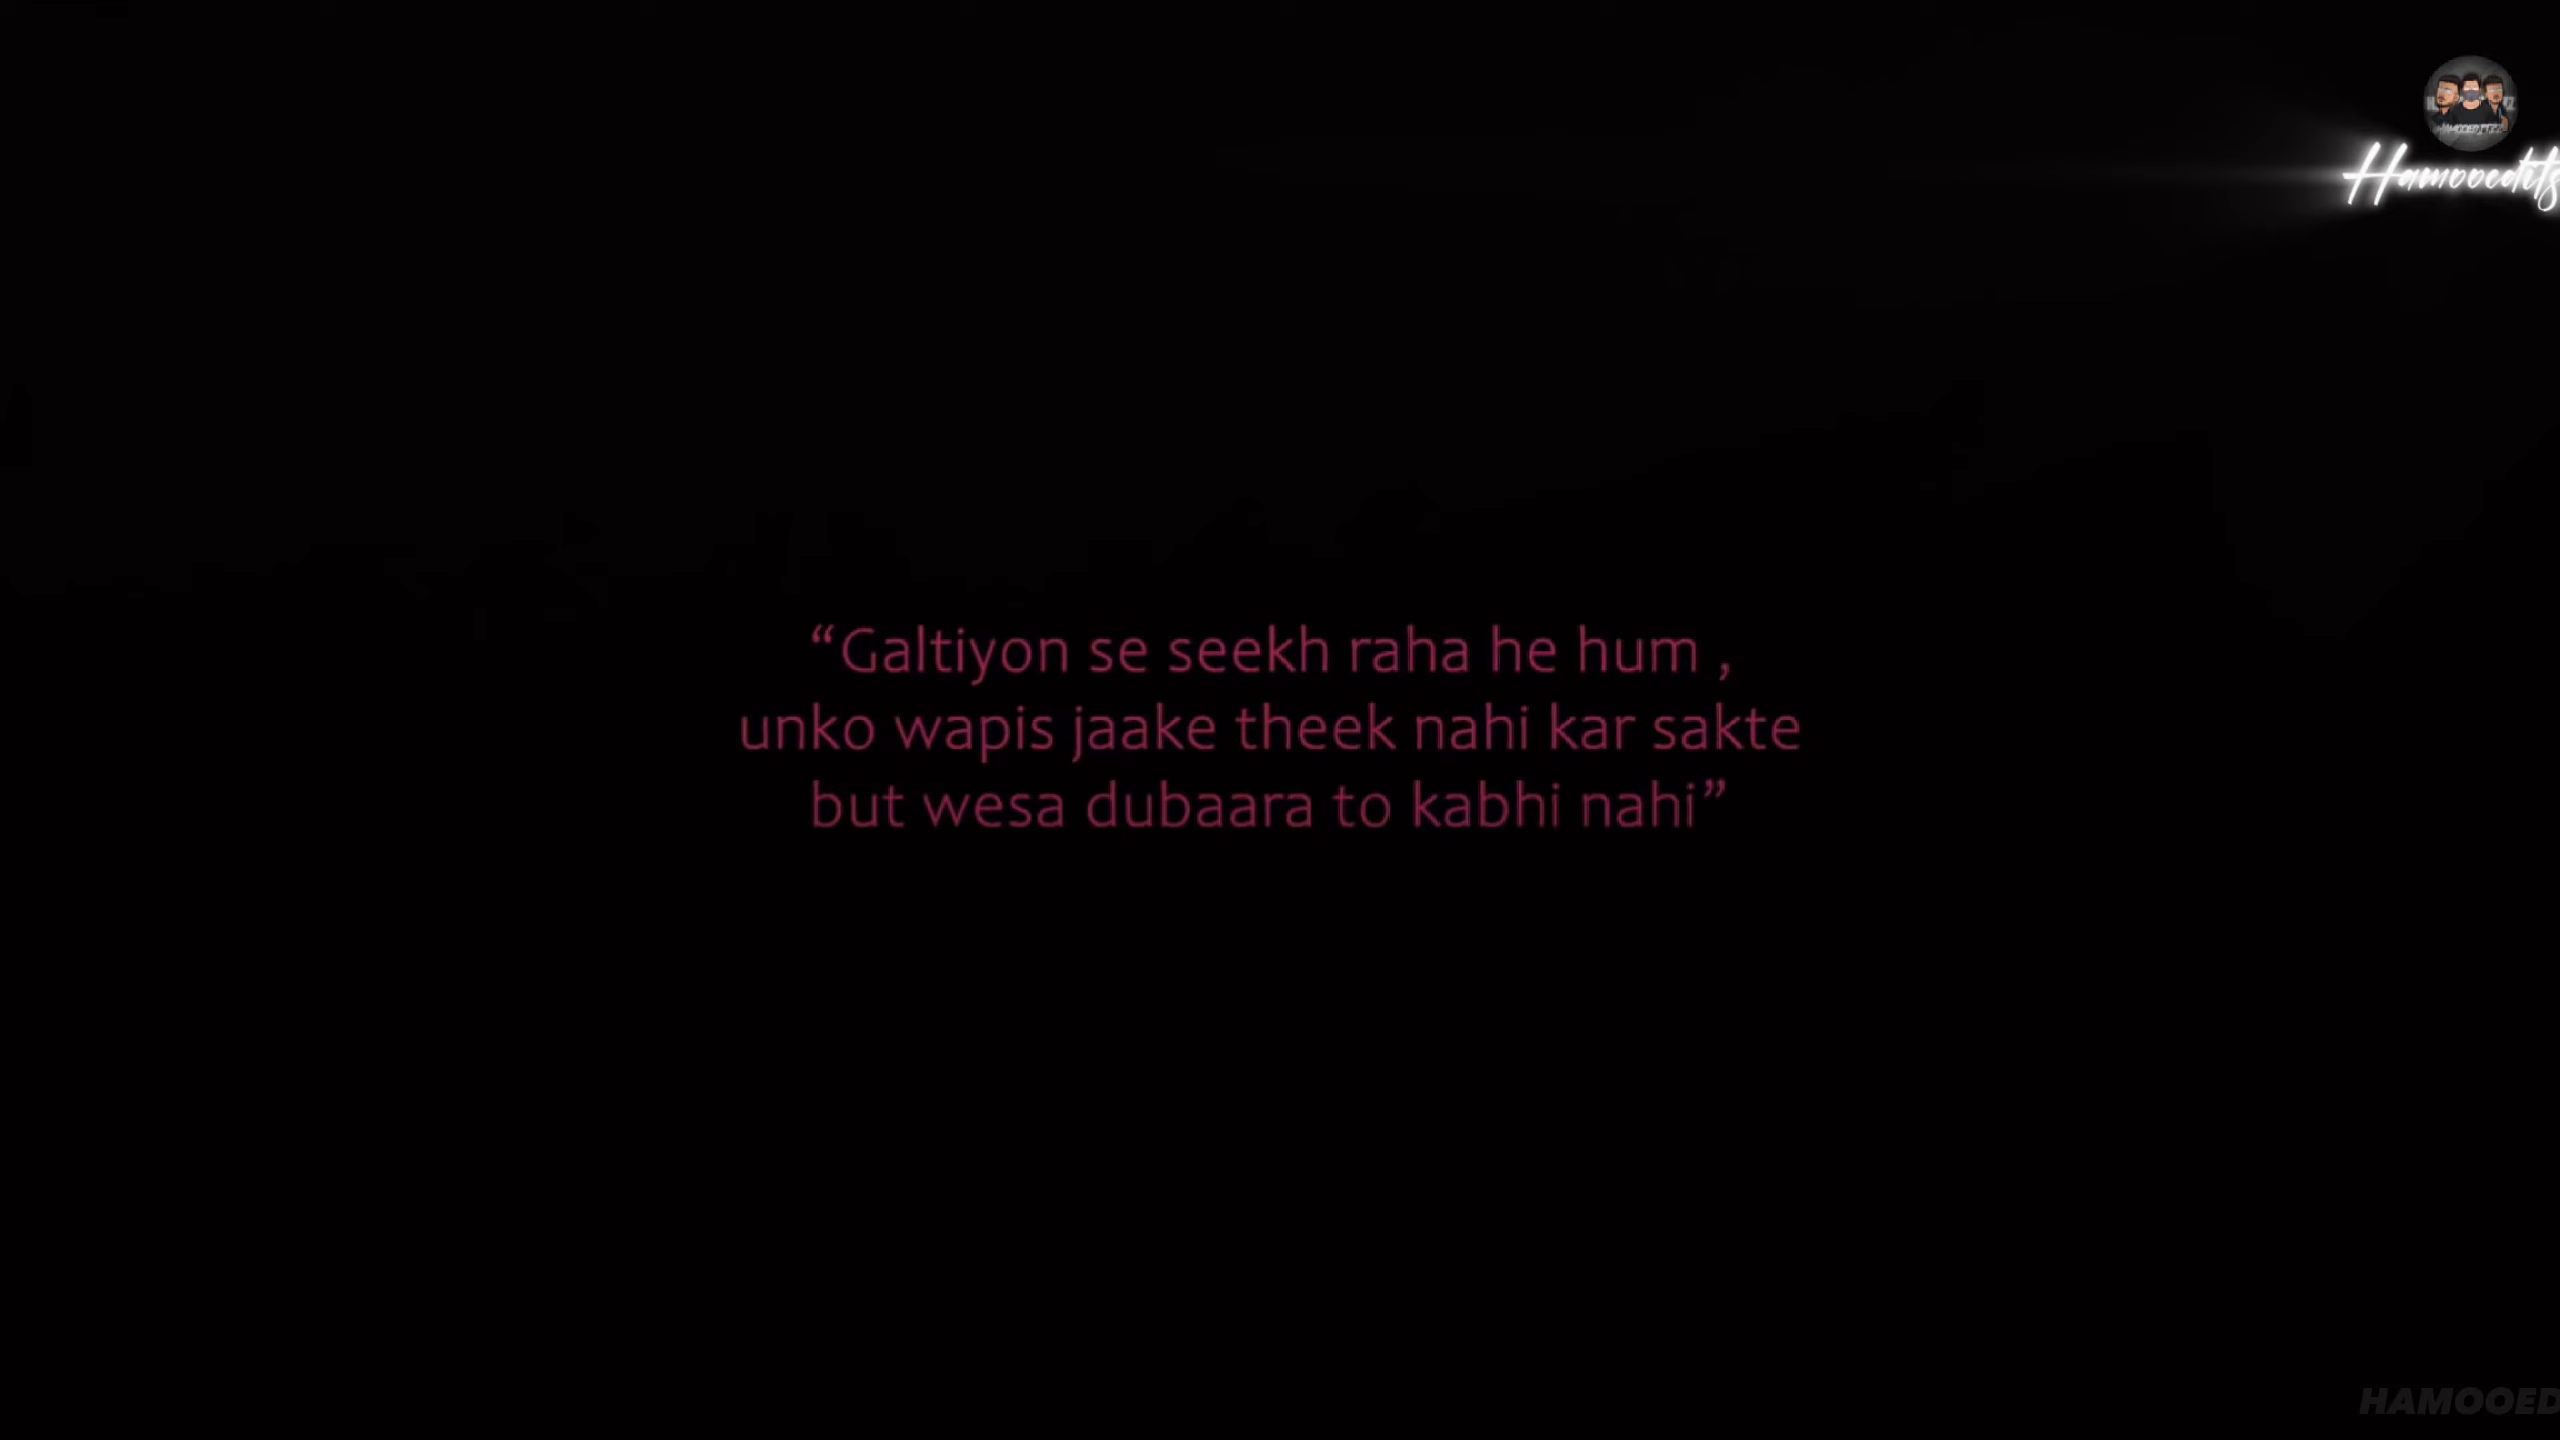 Hamooedits
“Galtiyon se seekh raha he hum ,
unko wapis jaake theek nahi kar sakte
but wesa dubaara to kabhi nahi”
HAMOOED